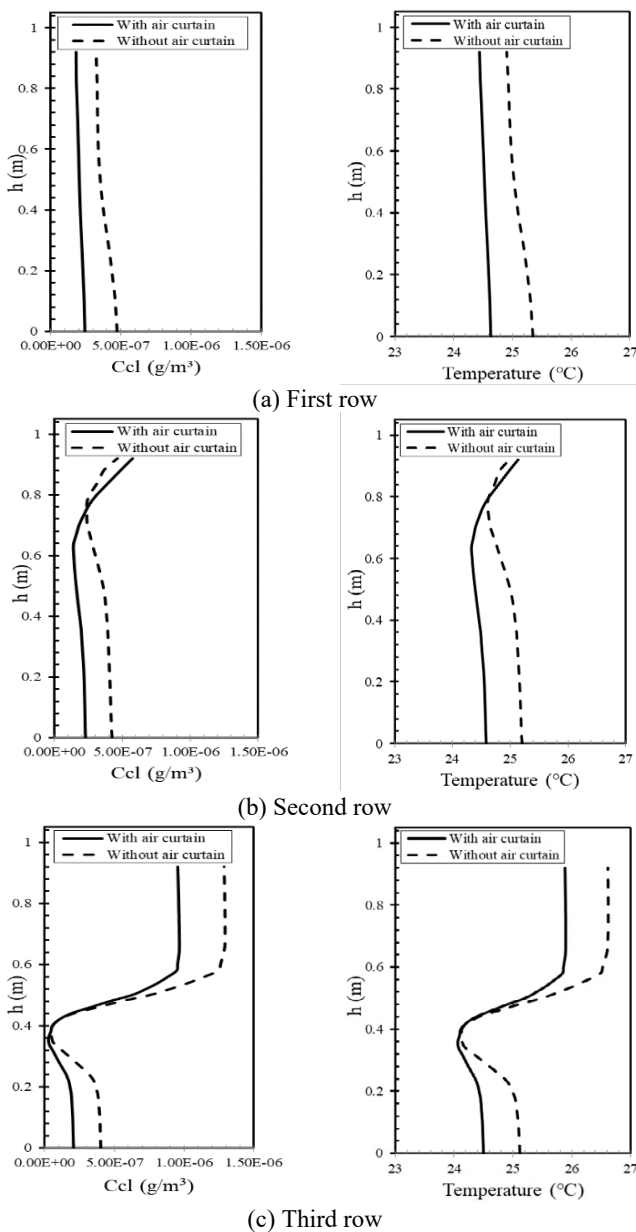 With air curtain
Without air curtain
1
0.8
0.6
0.4
0.2
0
h (m)
0.00E+00 5.00E-07 1.00E-06 1.50E-06
Ccl (g/m³)
With air curtain
Without air curtain
1
0.8
0.6
0.4
0.2
0
h (m)
23 24 25 26 27
Temperature (°C)
(a) First row
With air curtain
Without air curtain
1
0.8
0.6
0.4
0.2
0
h (m)
0.00E+00 5.00E-07 1.00E-06 1.50E-06
Ccl (g/m³)
With air curtain
Without air curtain
1
0.8
0.6
0.4
0.2
0
h (m)
23 24 25 26 27
Temperature (°C)
(b) Second row
With air curtain
Without air curtain
1
0.8
0.6
0.4
0.2
0
h (m)
0.00E+00 5.00E-07 1.00E-06 1.50E-06
Ccl (g/m³)
With air curtain
Without air curtain
1
0.8
0.6
0.4
0.2
0
h (m)
23 24 25 26 27
Temperature (°C)
(c) Third row